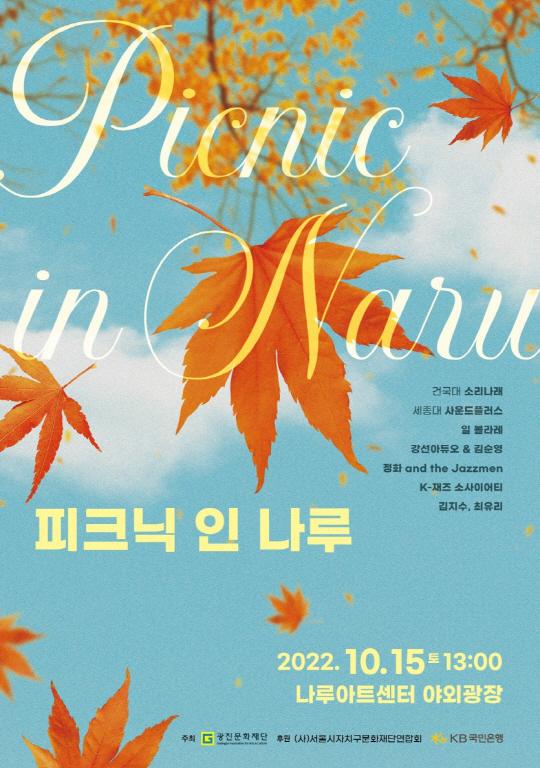 Picnic
in Naru
건국대 소리나래
세종대 사운드플러스
일 볼라레
강선아듀오 & 김순영
정화 and the Jazzmen
K-재즈 소사이어티
김지수, 최유리
피크닉 인 나루
2022. 10.15 토 13:00
나루아트센터 야외광장
주최 광진문화재단 후원 (사)서울시자치구문화재단연합회 KB국민은행